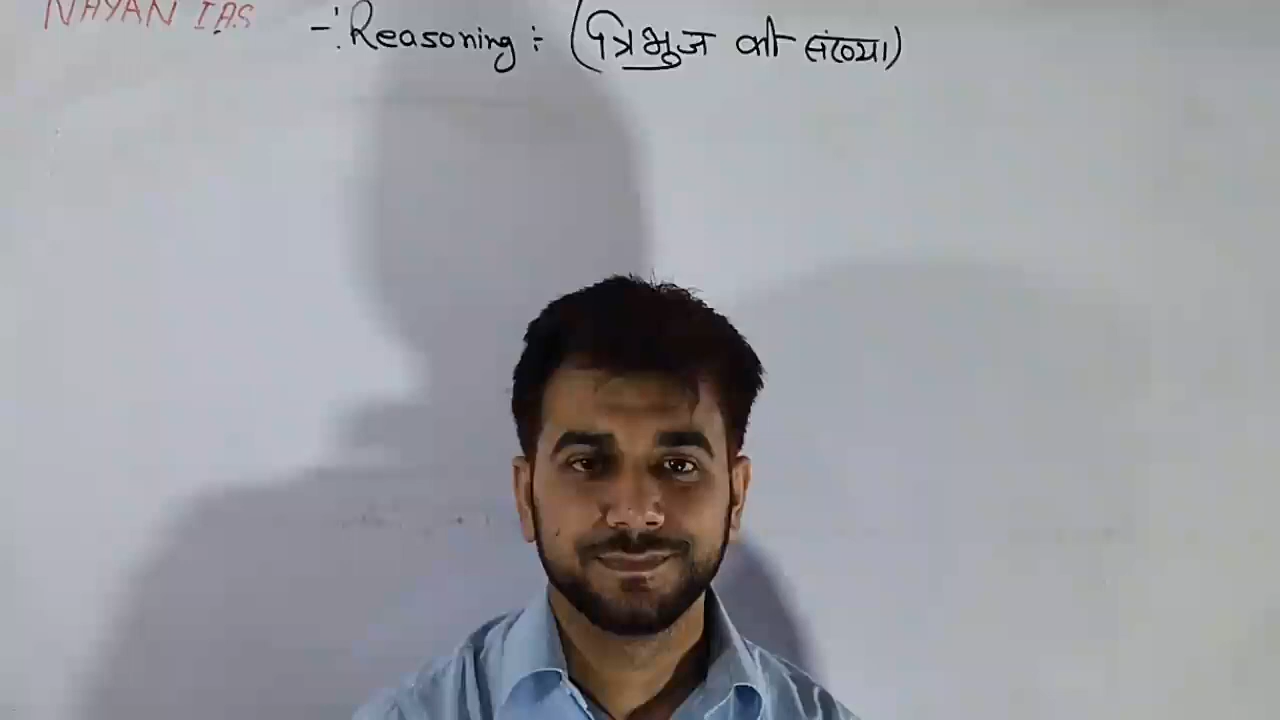 NAYAN IAS -: Reasoning :- (त्रिभुज की संख्या)